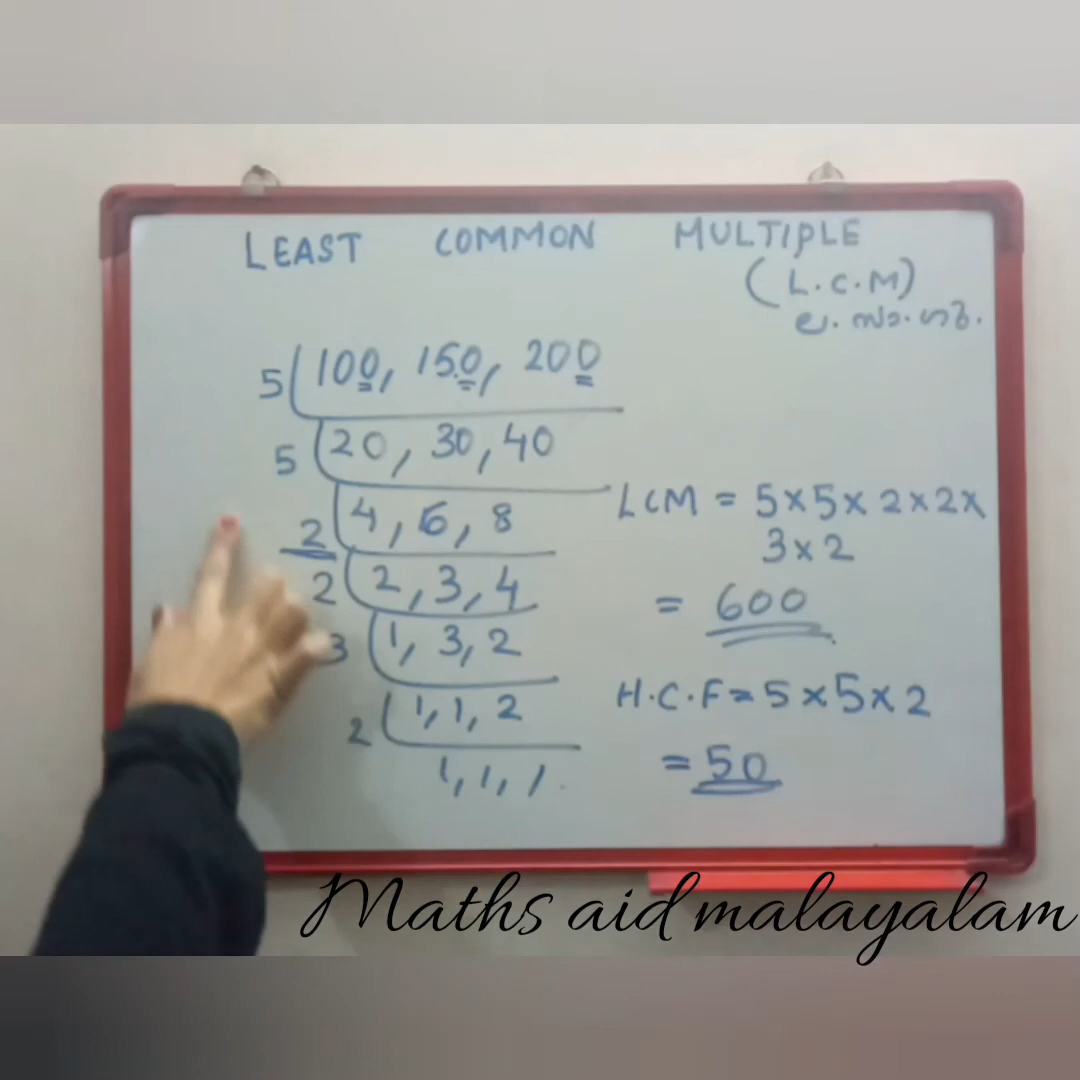 LEAST COMMON MULTIPLE
(L.C.M)
ല. സാ. ഗു.
5 100, 150, 200
5 20, 30, 40
2 4, 6, 8
2 2, 3, 4
3 1, 3, 2
2 1, 1, 2
1, 1, 1.
LCM = 5×5×2×2×
3×2
= 600
H.C.F = 5×5×2
= 50
Maths aid malayalam